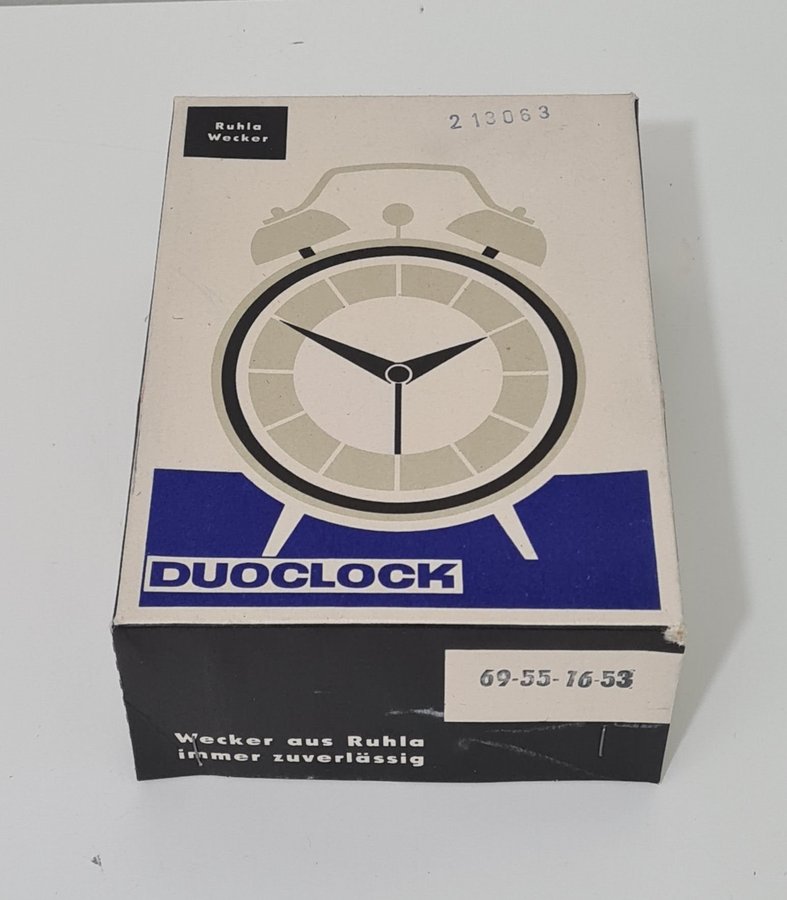 Ruhla
Wecker
213063
DUOCLOCK
69-55-16-53
Wecker aus Ruhla
immer zuverlässig